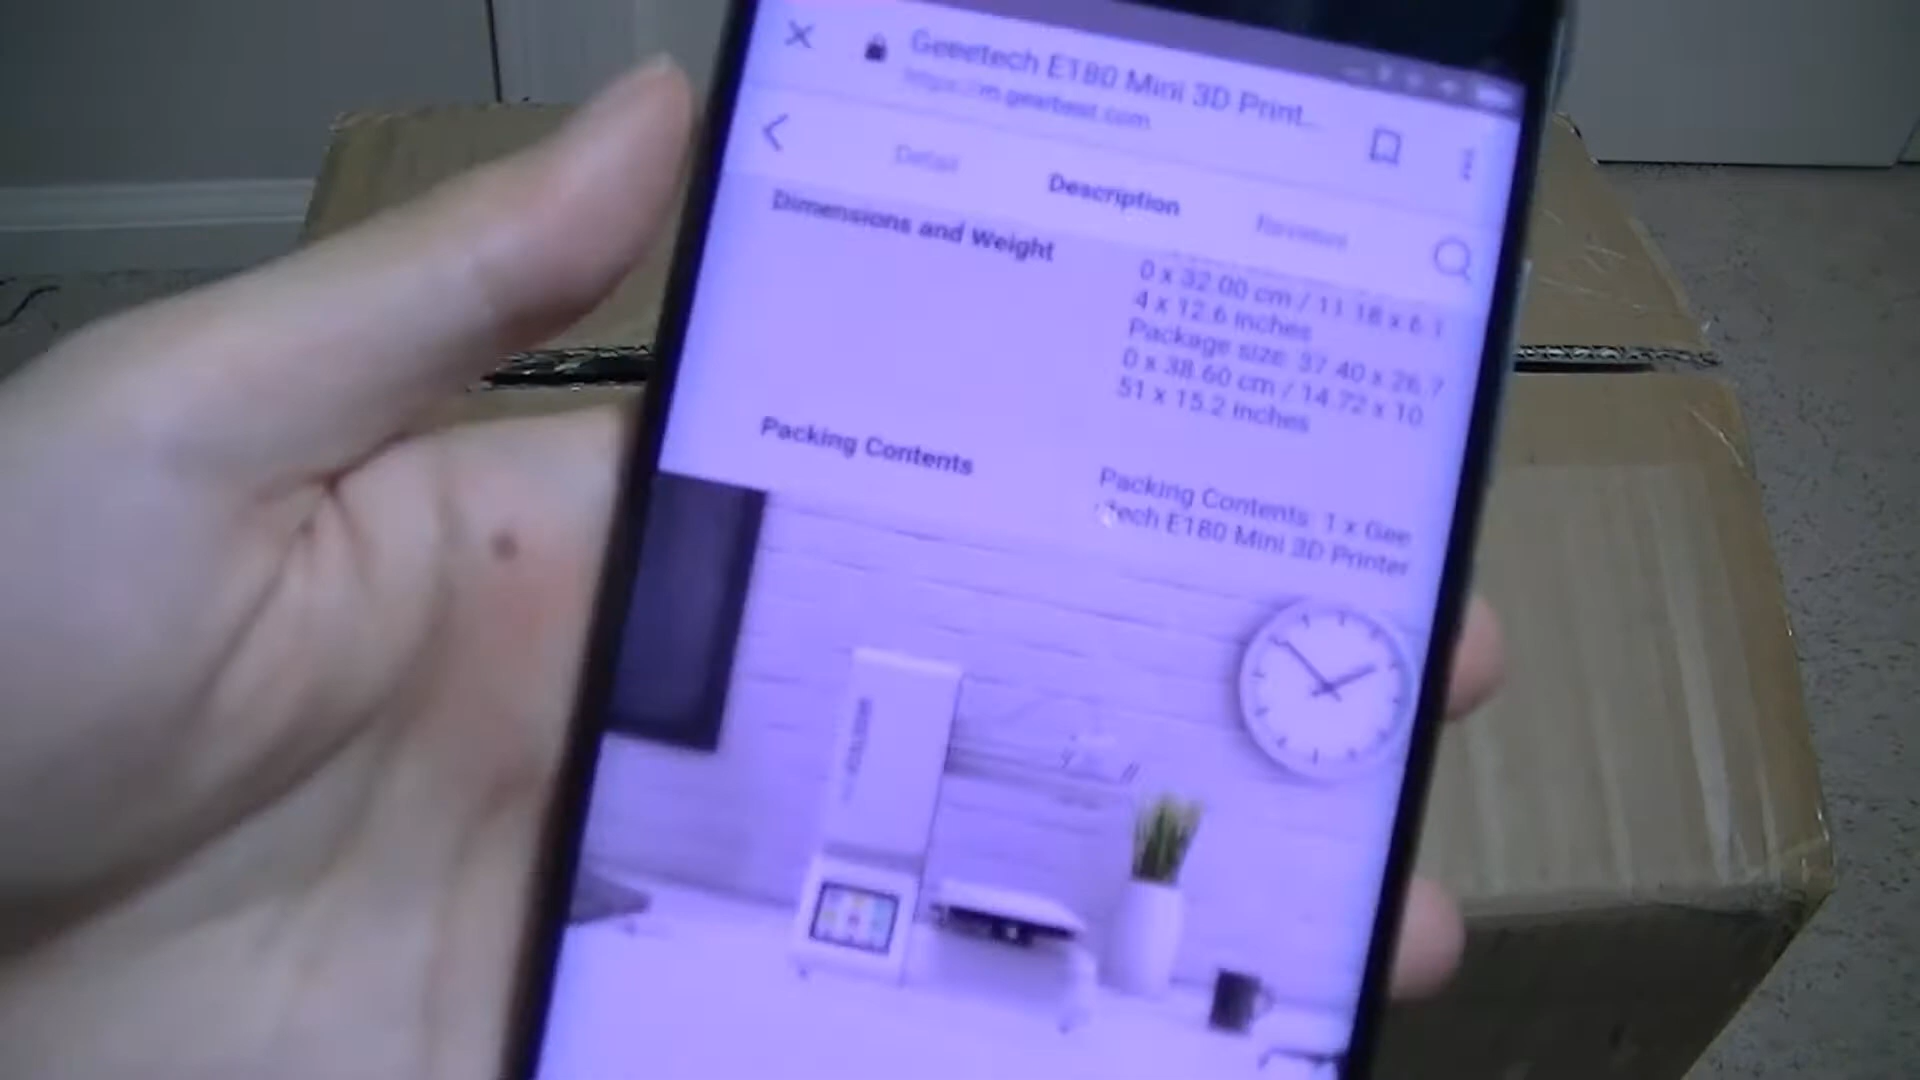 Geeetech E180 Mini 3D Print...
https://m.gearbest.com
Detail
Description
Reviews
Dimensions and Weight
0 x 32.00 cm / 11.18 x 6.1
4 x 12.6 inches
Package size: 37.40 x 26.7
0 x 38.60 cm / 14.72 x 10.
51 x 15.2 inches
Packing Contents
Packing Contents: 1 x Gee
etech E180 Mini 3D Printer